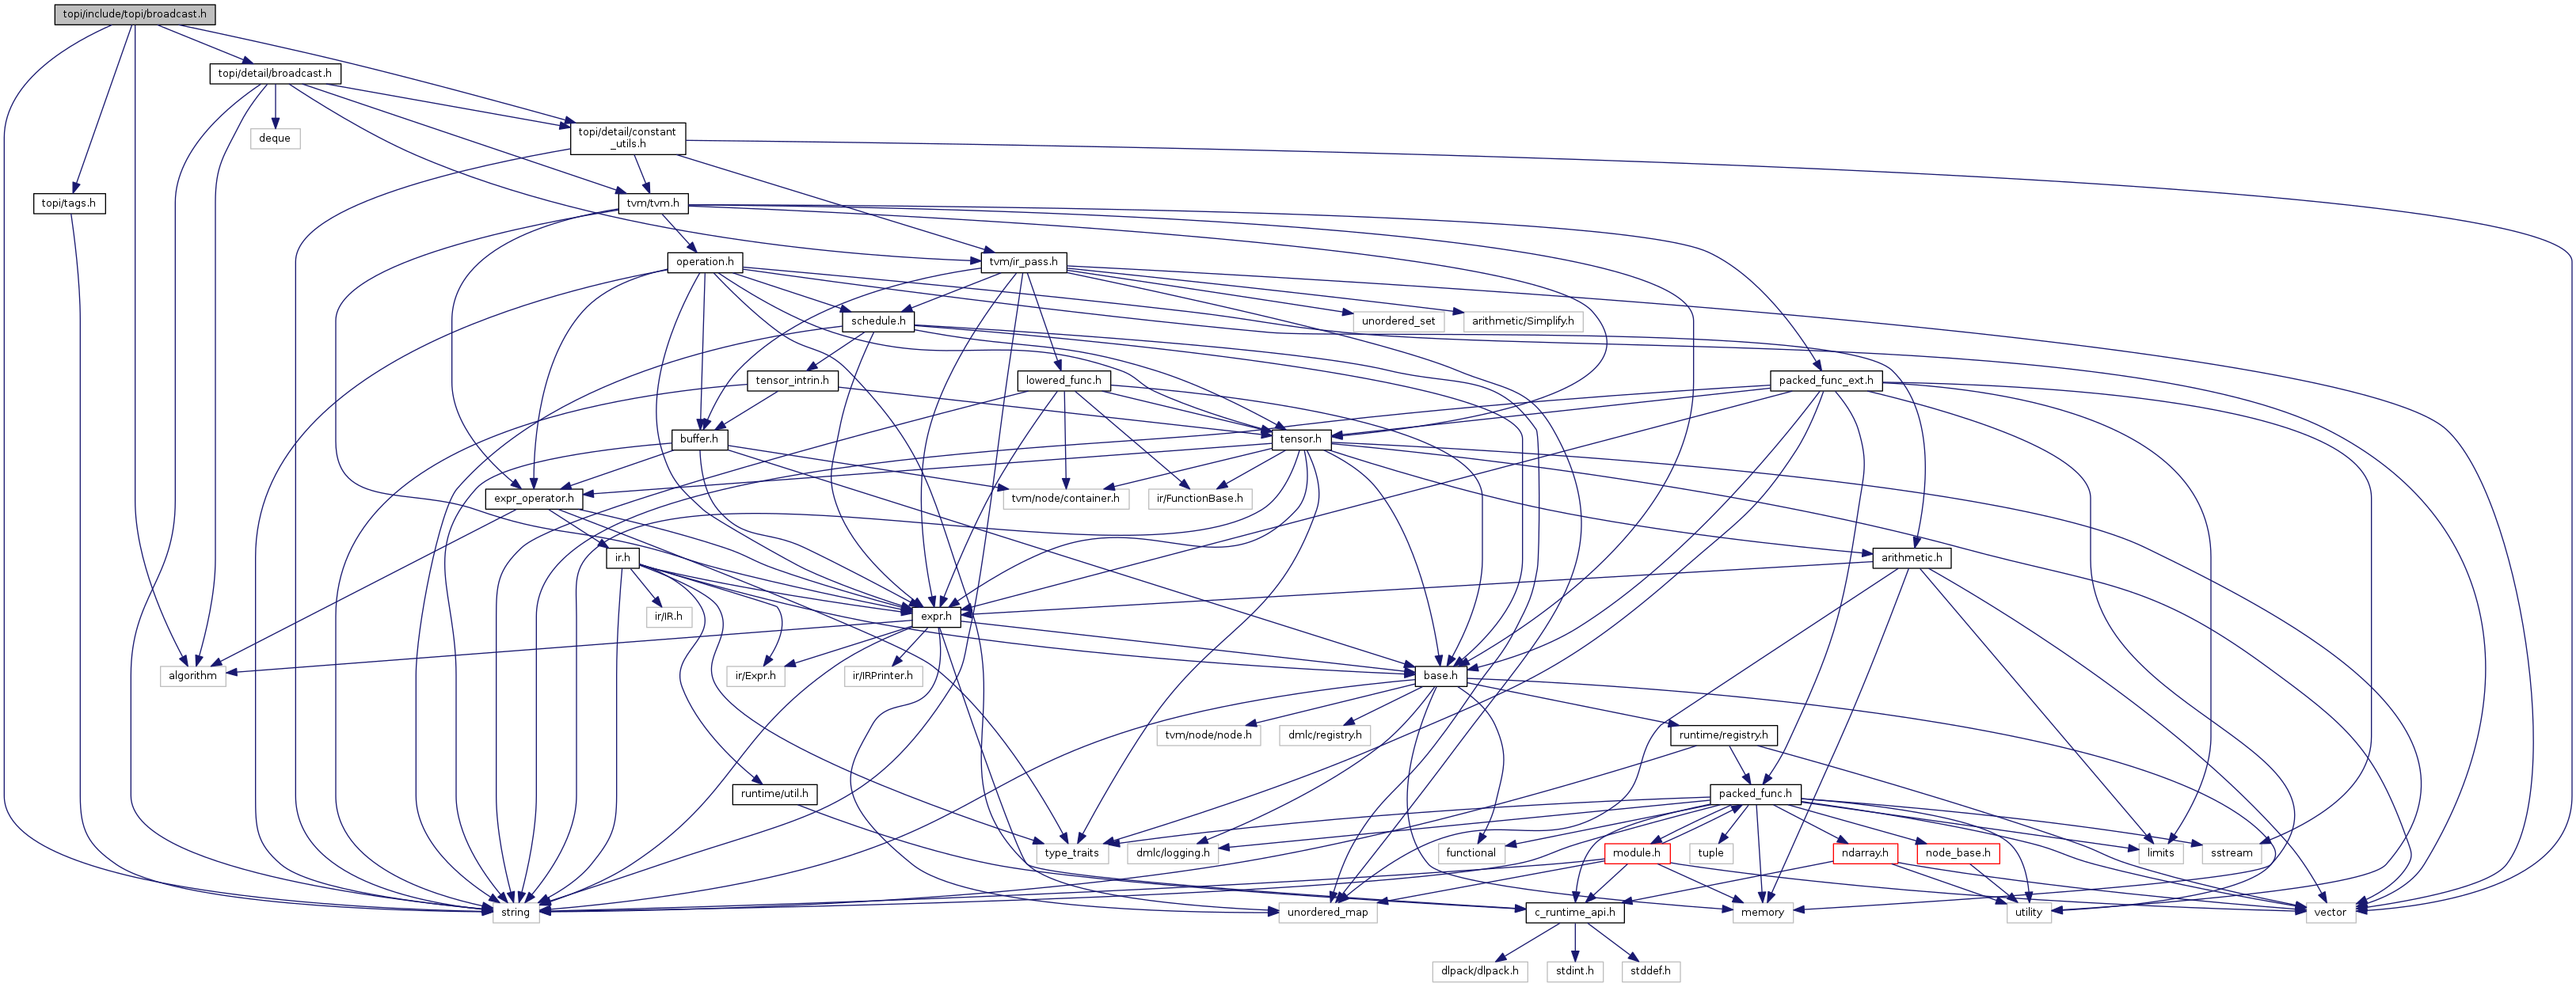 topi/include/topi/broadcast.h
topi/detail/broadcast.h
deque
topi/detail/constant
_utils.h
topi/tags.h
tvm/tvm.h
operation.h
tvm/ir_pass.h
schedule.h
unordered_set
arithmetic/Simplify.h
tensor_intrin.h
lowered_func.h
packed_func_ext.h
buffer.h
tensor.h
expr_operator.h
tvm/node/container.h
ir/FunctionBase.h
ir.h
arithmetic.h
ir/IR.h
expr.h
algorithm
ir/Expr.h
ir/IRPrinter.h
base.h
tvm/node/node.h
dmlc/registry.h
runtime/registry.h
runtime/util.h
packed_func.h
type_traits
dmlc/logging.h
functional
module.h
tuple
ndarray.h
node_base.h
limits
sstream
string
unordered_map
c_runtime_api.h
memory
utility
vector
dlpack/dlpack.h
stdint.h
stddef.h